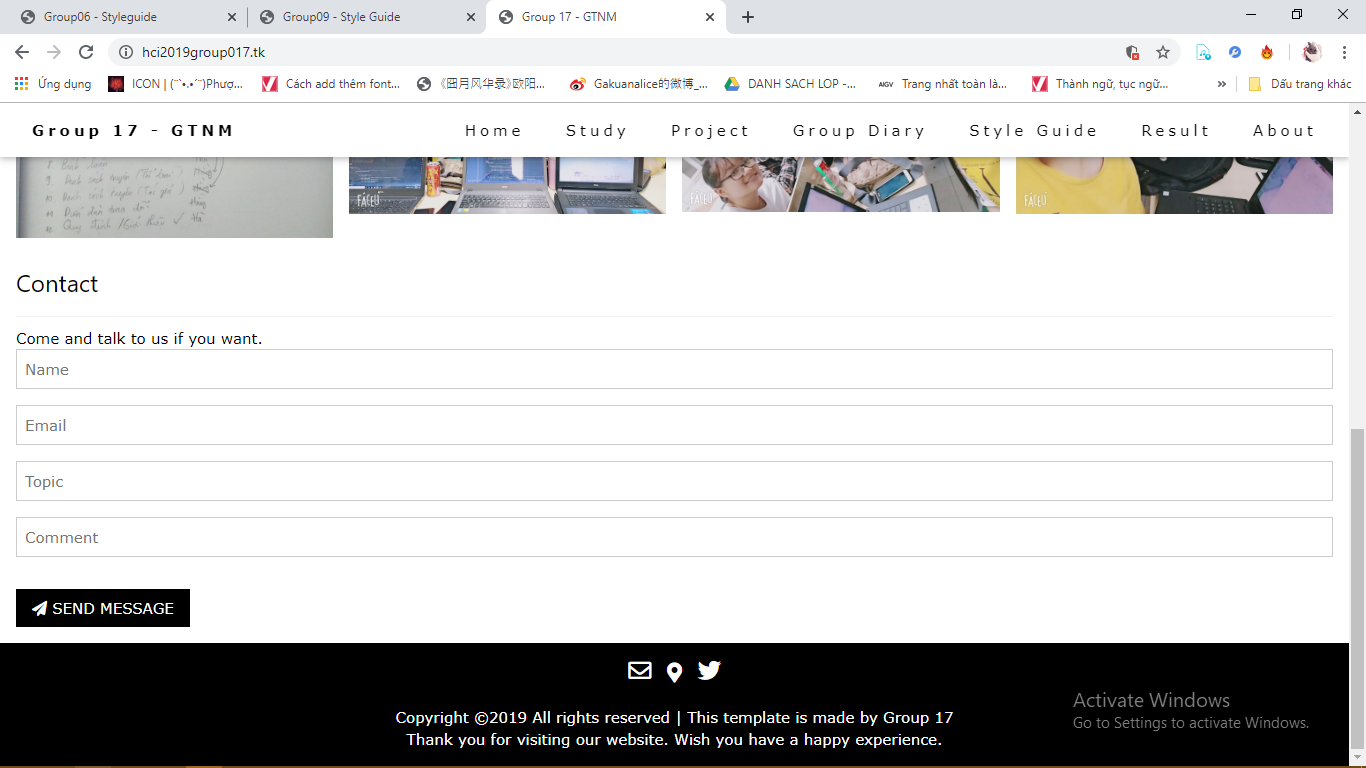 Group06 - Styleguide
Group09 - Style Guide
Group 17 - GTNM
hci2019group017.tk
Ứng dụng
ICON | (¨`•.•´¨)Phượ...
Cách add thêm font...
《囸月风华录》欧阳...
Gakuanalice的微博_...
DANH SACH LOP -...
AIGV
Trang nhất toàn là...
Thành ngữ, tục ngữ...
»
Dấu trang khác
Group 17 - GTNM
Home Study Project Group Diary Style Guide Result About
FACEU FACEU FACEU
Contact
Come and talk to us if you want.
Name
Email
Topic
Comment
SEND MESSAGE
Activate Windows
Go to Settings to activate Windows.
Copyright ©2019 All rights reserved | This template is made by Group 17
Thank you for visiting our website. Wish you have a happy experience.